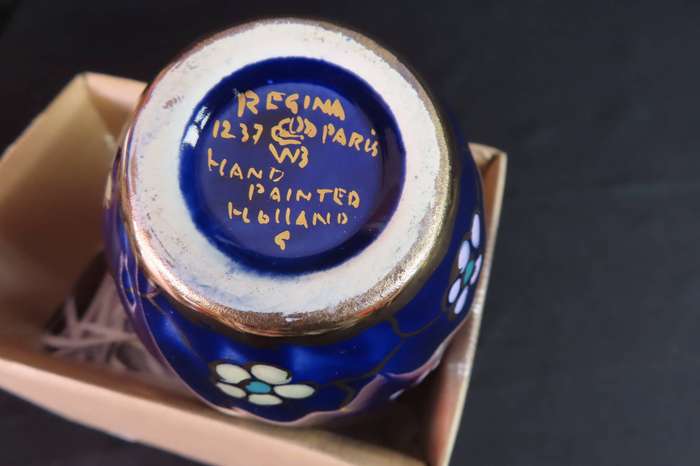 REGINA
1237 PARIS
WB
HAND
PAINTED
HOLLAND